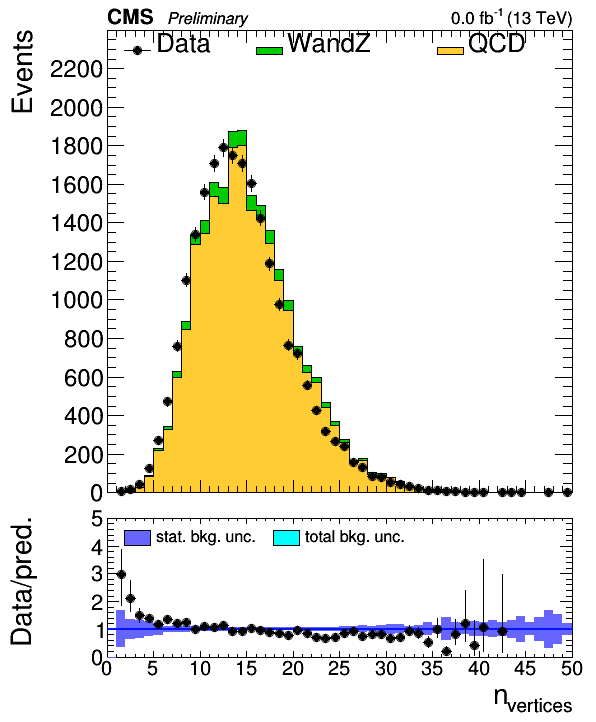 CMS Preliminary 0.0 fb⁻¹ (13 TeV)
Data WandZ QCD
Events
2200
2000
1800
1600
1400
1200
1000
800
600
400
200
0
stat. bkg. unc. total bkg. unc.
Data/pred.
5
4
3
2
1
0
0 5 10 15 20 25 30 35 40 45 50
n_vertices